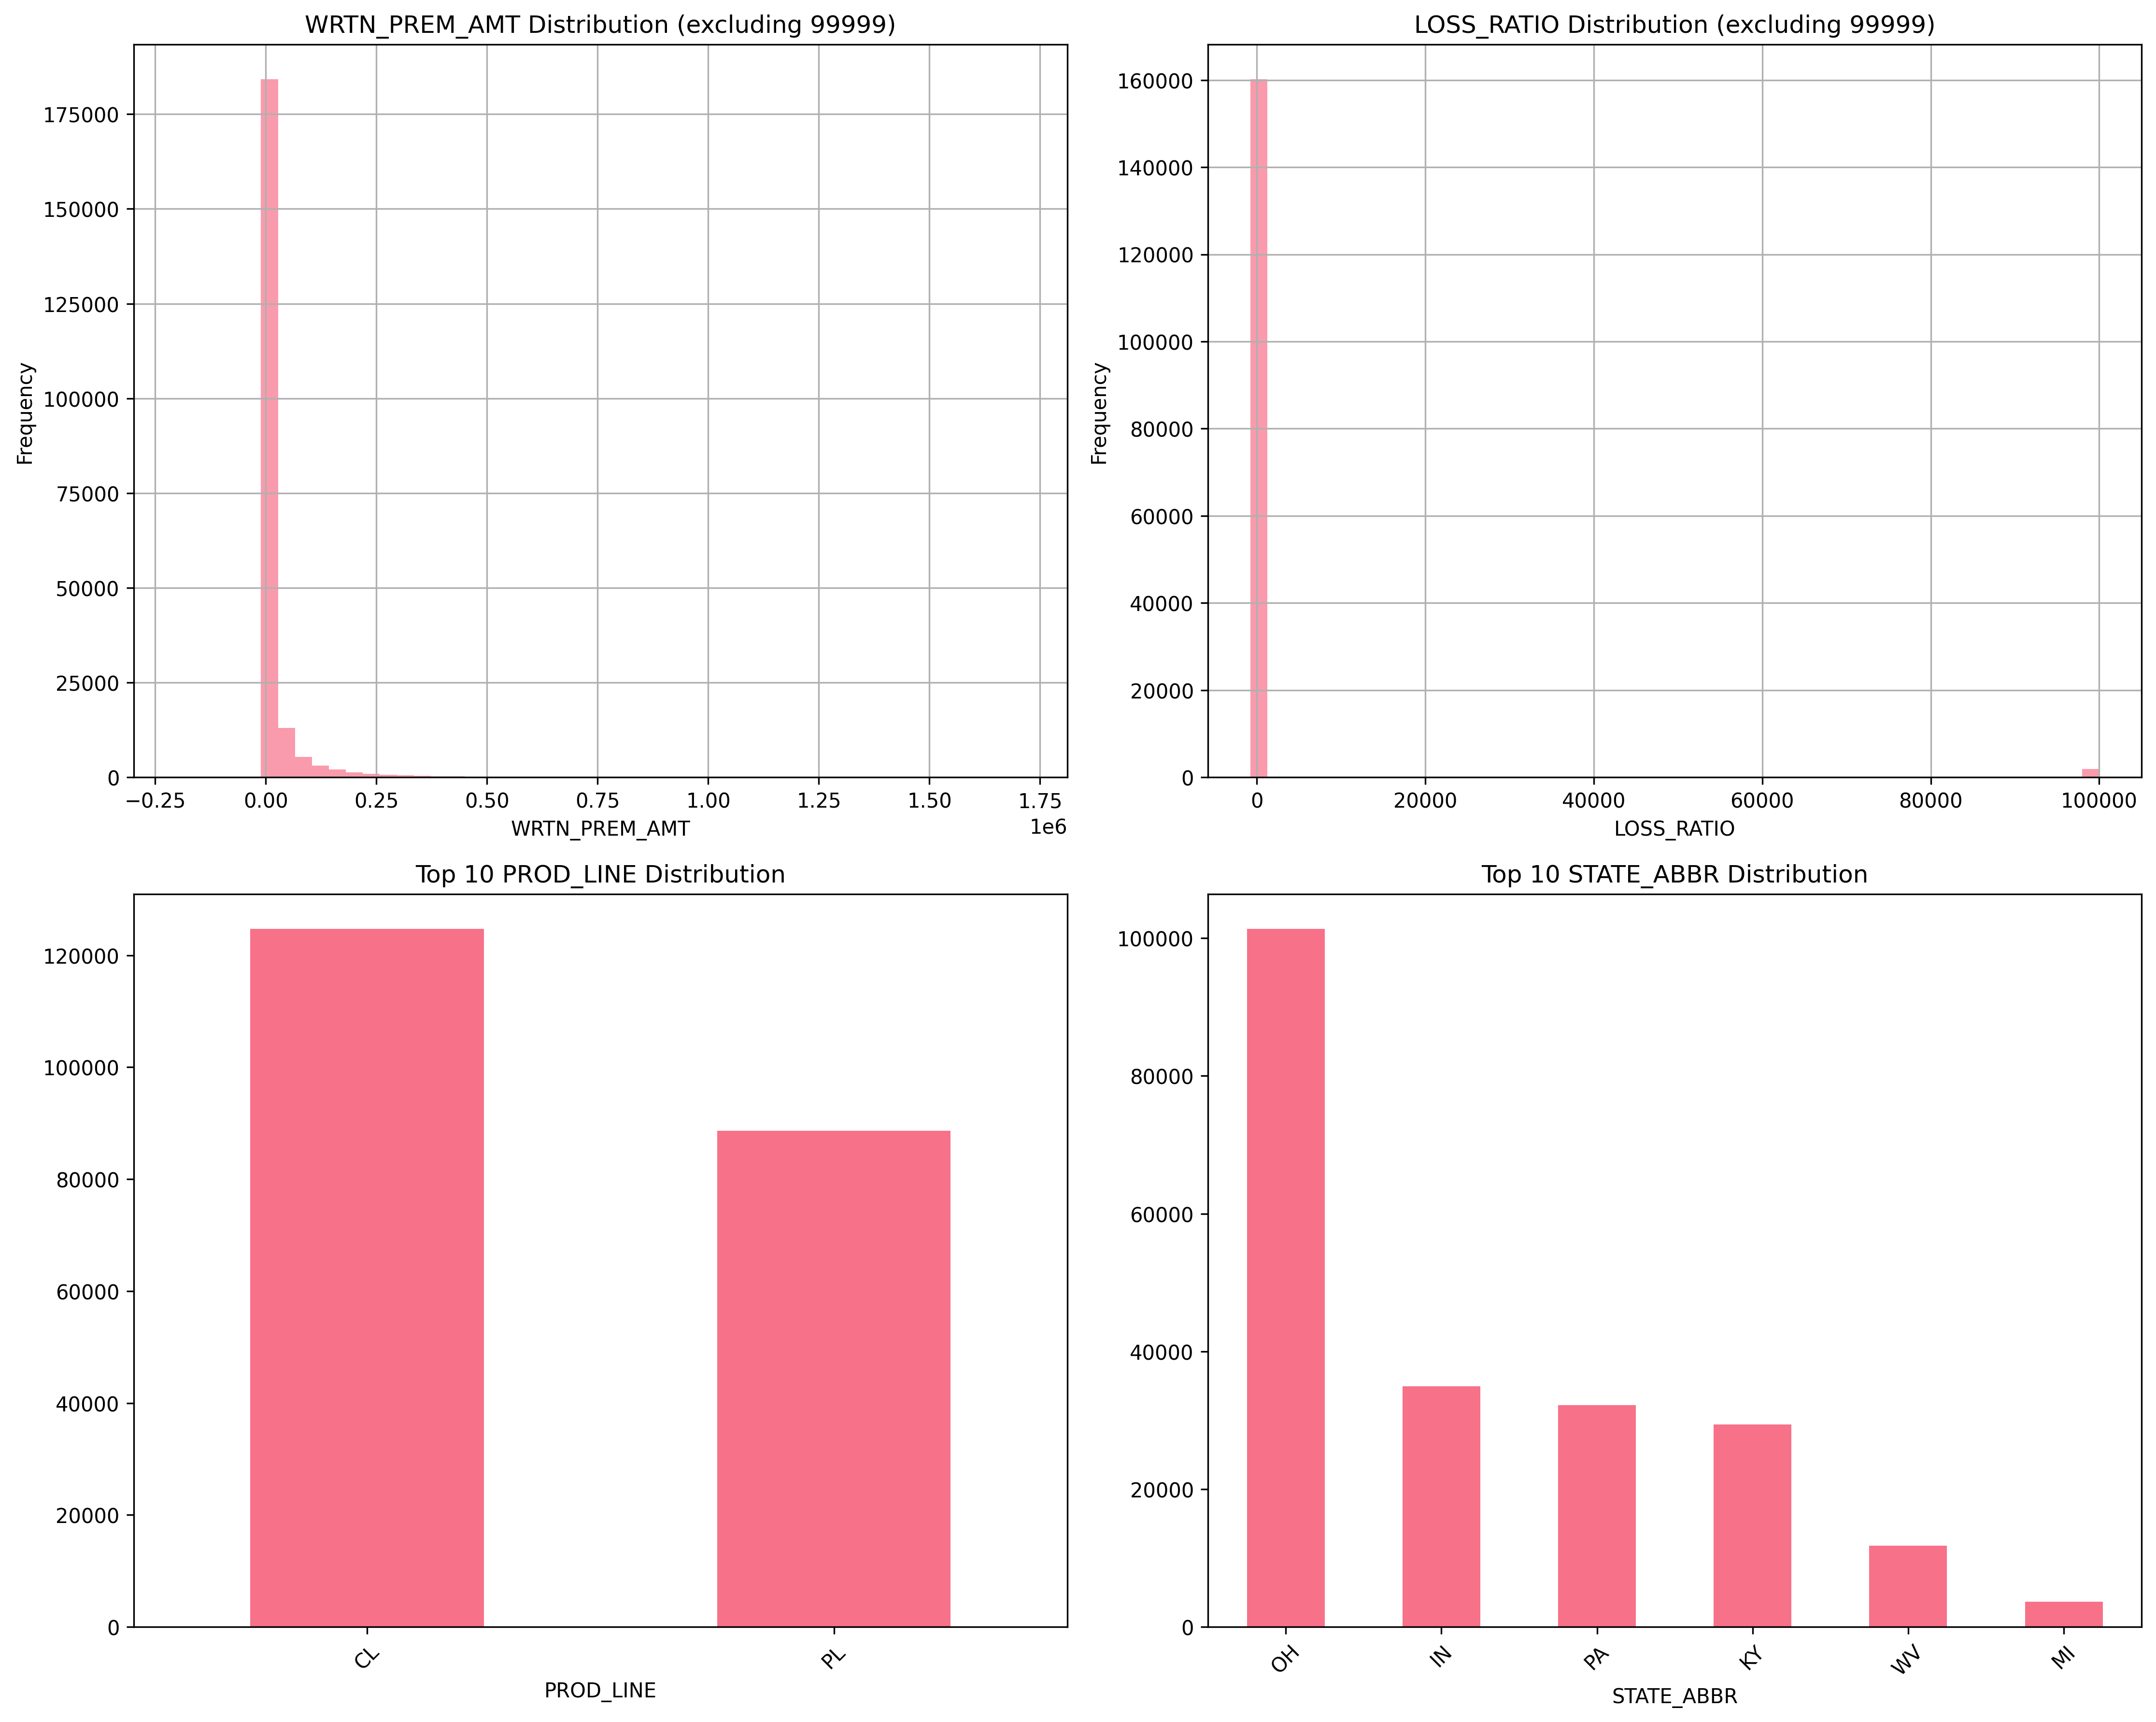 WRTN_PREM_AMT Distribution (excluding 99999)
Frequency
175000
150000
125000
100000
75000
50000
25000
0
−0.25 0.00 0.25 0.50 0.75 1.00 1.25 1.50 1.75
1e6
WRTN_PREM_AMT
LOSS_RATIO Distribution (excluding 99999)
Frequency
160000
140000
120000
100000
80000
60000
40000
20000
0
0 20000 40000 60000 80000 100000
LOSS_RATIO
Top 10 PROD_LINE Distribution
120000
100000
80000
60000
40000
20000
0
CL PL
PROD_LINE
Top 10 STATE_ABBR Distribution
100000
80000
60000
40000
20000
0
OH IN PA KY WV MI
STATE_ABBR